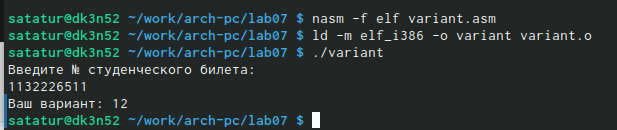 satatur@dk3n52 ~/work/arch-pc/lab07 $ nasm -f elf variant.asm
satatur@dk3n52 ~/work/arch-pc/lab07 $ ld -m elf_i386 -o variant variant.o
satatur@dk3n52 ~/work/arch-pc/lab07 $ ./variant
Введите № студенческого билета:
1132226511
Ваш вариант: 12
satatur@dk3n52 ~/work/arch-pc/lab07 $